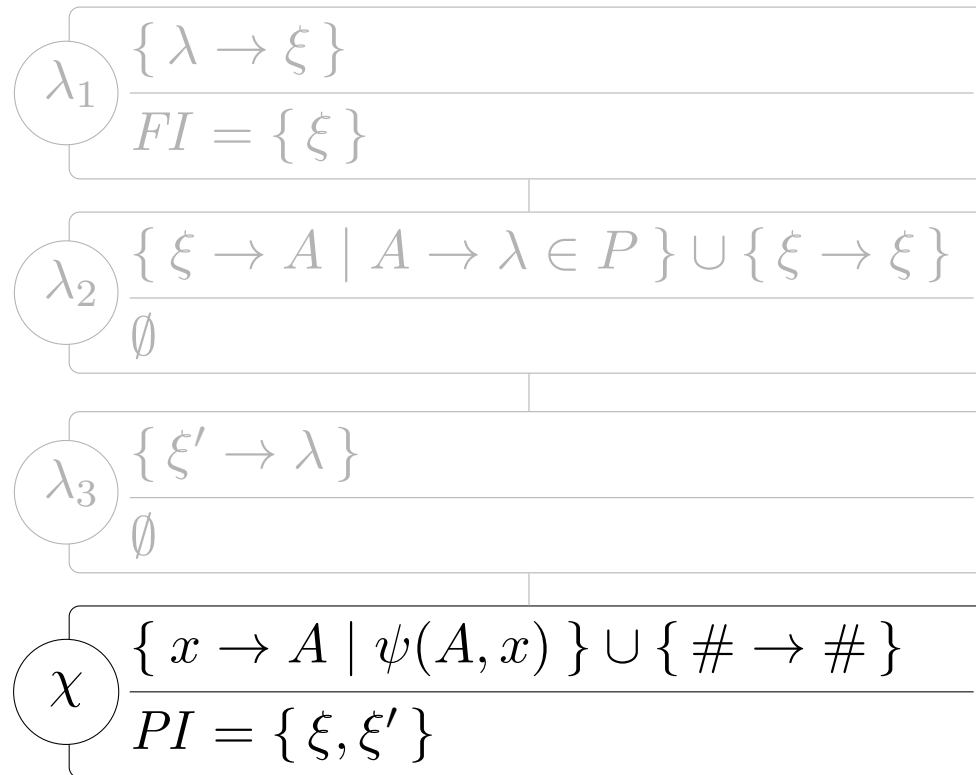 λ₁
{ λ → ξ }
FI = { ξ }
λ₂
{ ξ → A | A → λ ∈ P } ∪ { ξ → ξ }
∅
λ₃
{ ξ′ → λ }
∅
χ
{ x → A | ψ(A, x) } ∪ { # → # }
PI = { ξ, ξ′ }